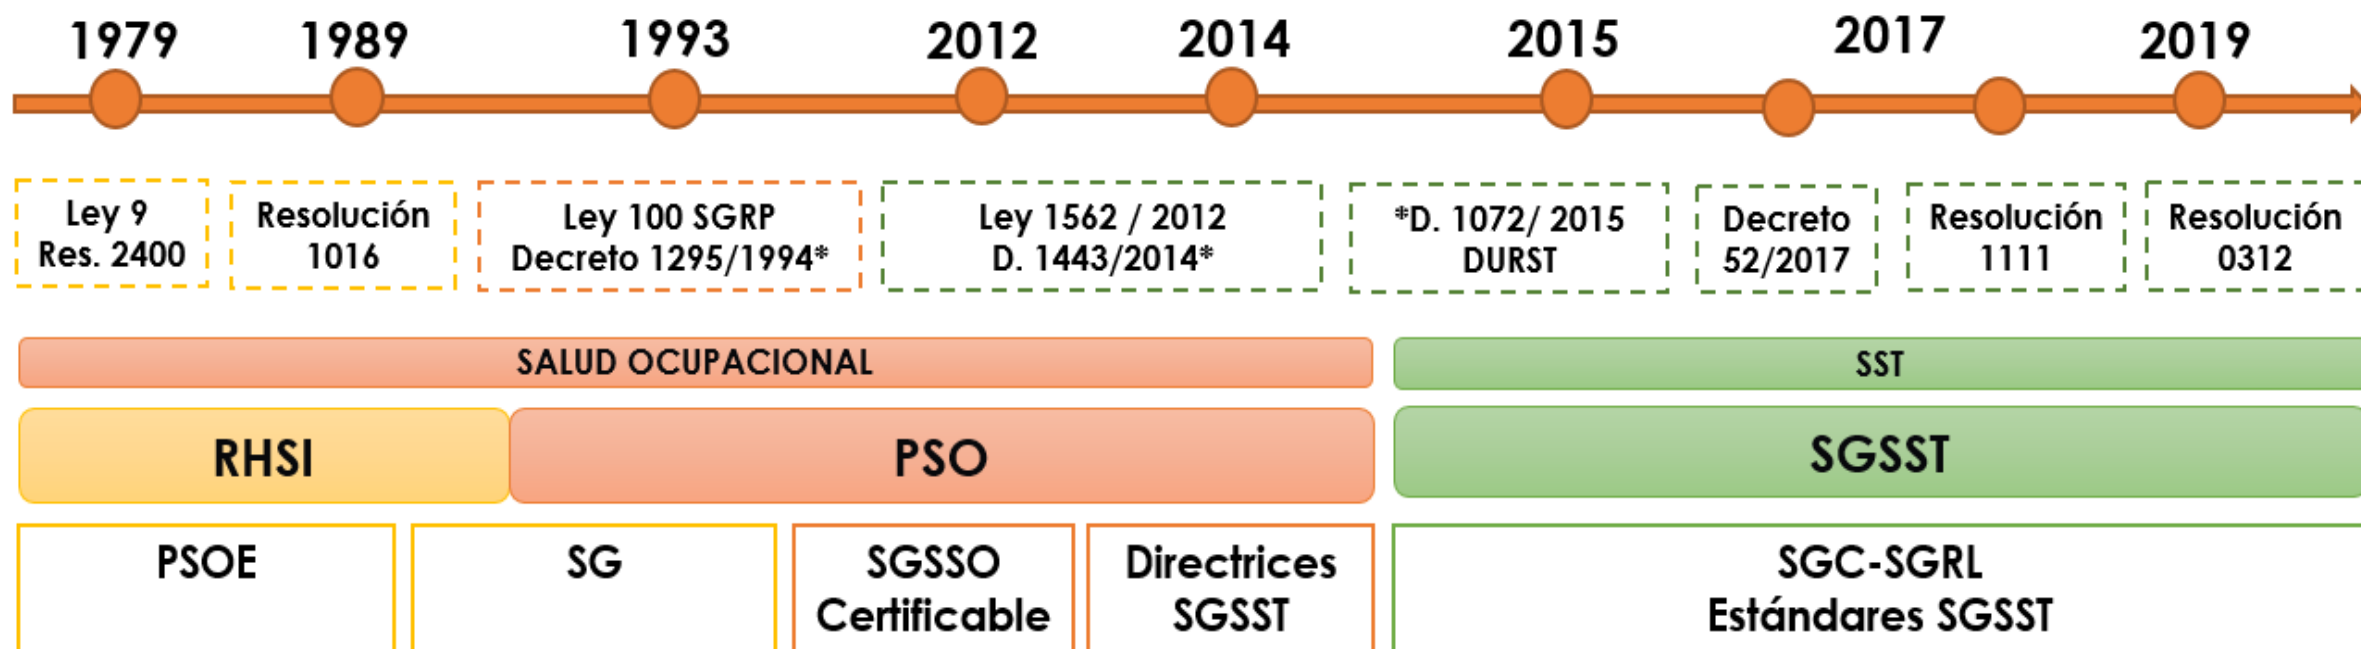 1979 1989 1993 2012 2014 2015 2017 2019
Ley 9
Res. 2400
Resolución
1016
Ley 100 SGRP
Decreto 1295/1994*
Ley 1562 / 2012
D. 1443/2014*
*D. 1072/ 2015
DURST
Decreto
52/2017
Resolución
1111
Resolución
0312
SALUD OCUPACIONAL
SST
RHSI
PSO
SGSST
PSOE
SG
SGSSO
Certificable
Directrices
SGSST
SGC-SGRL
Estándares SGSST